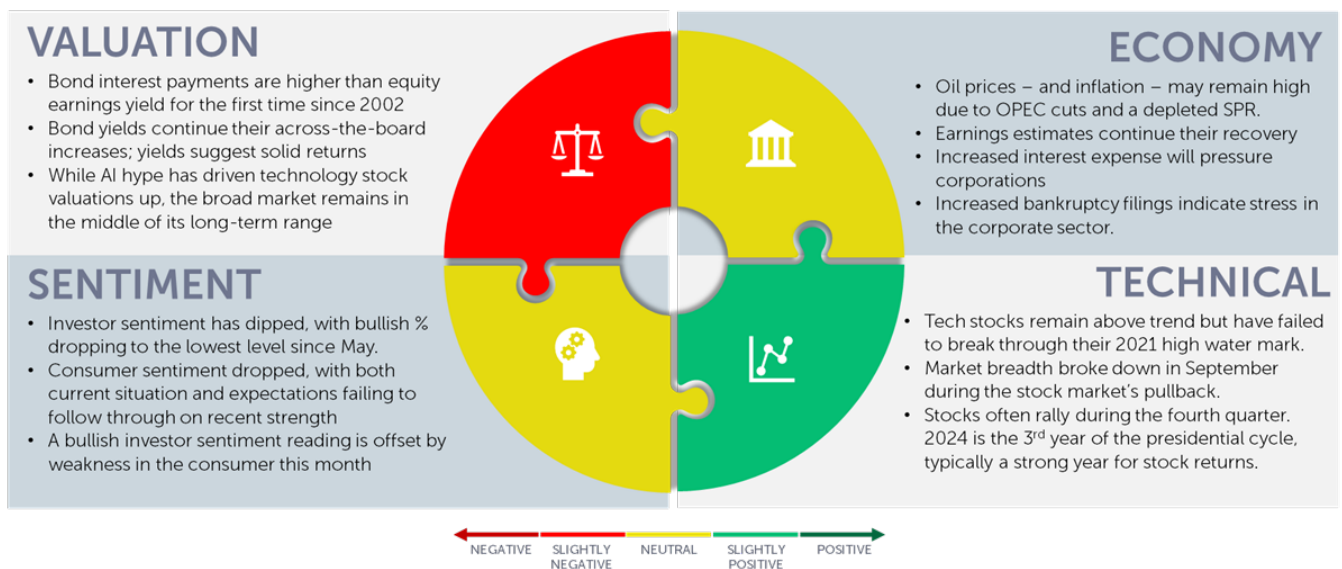 VALUATION
• Bond interest payments are higher than equity
earnings yield for the first time since 2002
• Bond yields continue their across-the-board
increases; yields suggest solid returns
• While AI hype has driven technology stock
valuations up, the broad market remains in
the middle of its long-term range
ECONOMY
• Oil prices – and inflation – may remain high
due to OPEC cuts and a depleted SPR.
• Earnings estimates continue their recovery
• Increased interest expense will pressure
corporations
• Increased bankruptcy filings indicate stress in
the corporate sector.
SENTIMENT
• Investor sentiment has dipped, with bullish %
dropping to the lowest level since May.
• Consumer sentiment dropped, with both
current situation and expectations failing to
follow through on recent strength
• A bullish investor sentiment reading is offset by
weakness in the consumer this month
TECHNICAL
• Tech stocks remain above trend but have failed
to break through their 2021 high water mark.
• Market breadth broke down in September
during the stock market's pullback.
• Stocks often rally during the fourth quarter.
2024 is the 3rd year of the presidential cycle,
typically a strong year for stock returns.
NEGATIVE
SLIGHTLY
NEGATIVE
NEUTRAL
SLIGHTLY
POSITIVE
POSITIVE